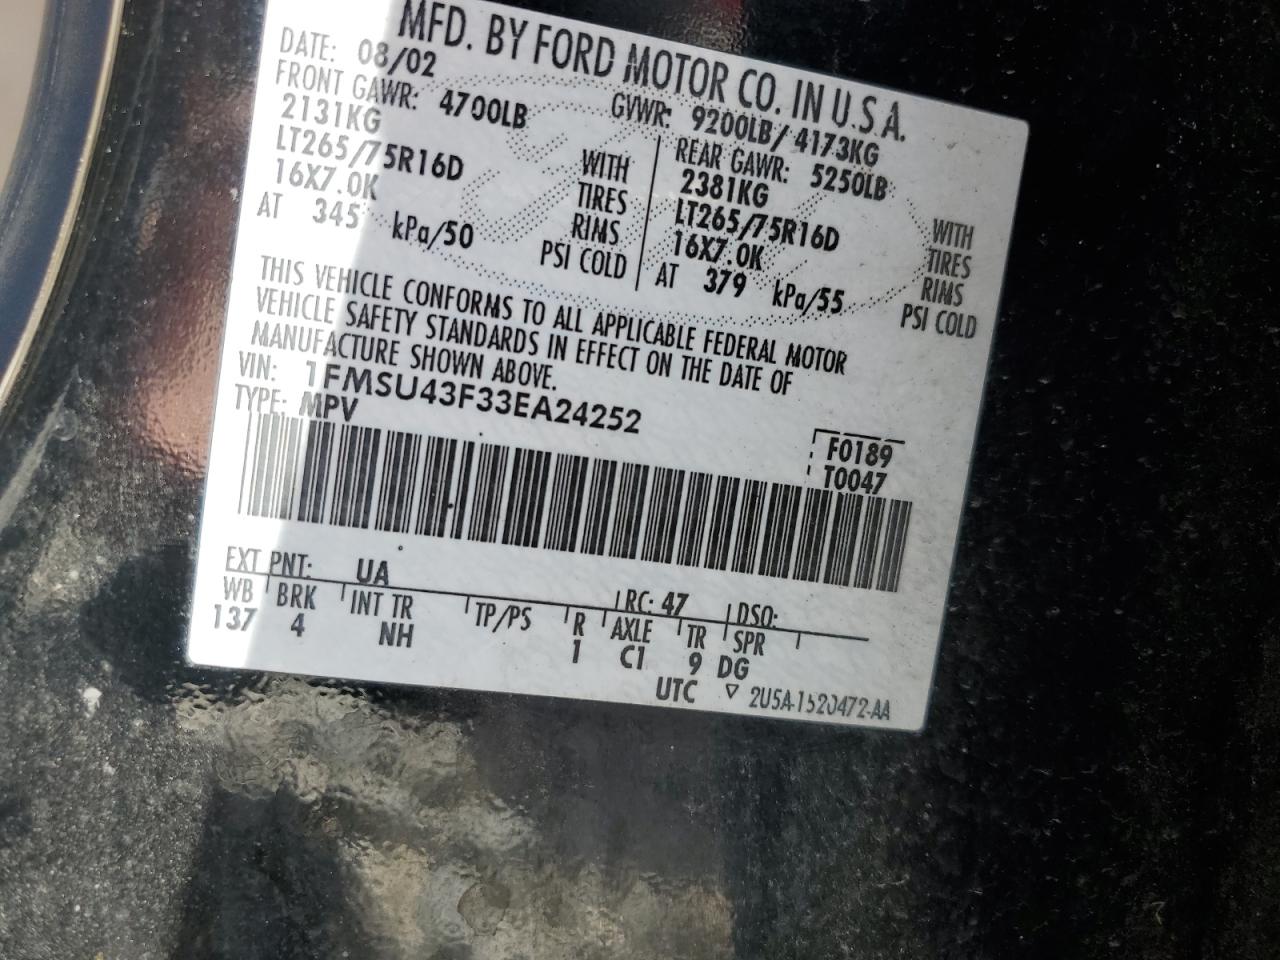 MFD. BY FORD MOTOR CO. IN U.S.A.
DATE: 08/02 GVWR: 9200LB/ 4173KG
FRONT GAWR: 4700LB REAR GAWR: 5250LB
2131KG WITH 2381KG WITH
LT265/75R16D TIRES LT265/75R16D TIRES
16X7.0K RIMS 16X7.0K RIMS
AT 345 kPa/50 PSI COLD AT 379 kPa/55 PSI COLD
THIS VEHICLE CONFORMS TO ALL APPLICABLE FEDERAL MOTOR
VEHICLE SAFETY STANDARDS IN EFFECT ON THE DATE OF
MANUFACTURE SHOWN ABOVE.
VIN: 1FMSU43F33EA24252
TYPE: MPV
F0189
T0047
EXT PNT: UA RC: 47 DSO:
WB BRK INT TR TP/PS R AXLE TR SPR
137 4 NH 1 C1 9 DG
UTC ▽ 2U5A-1520472-AA